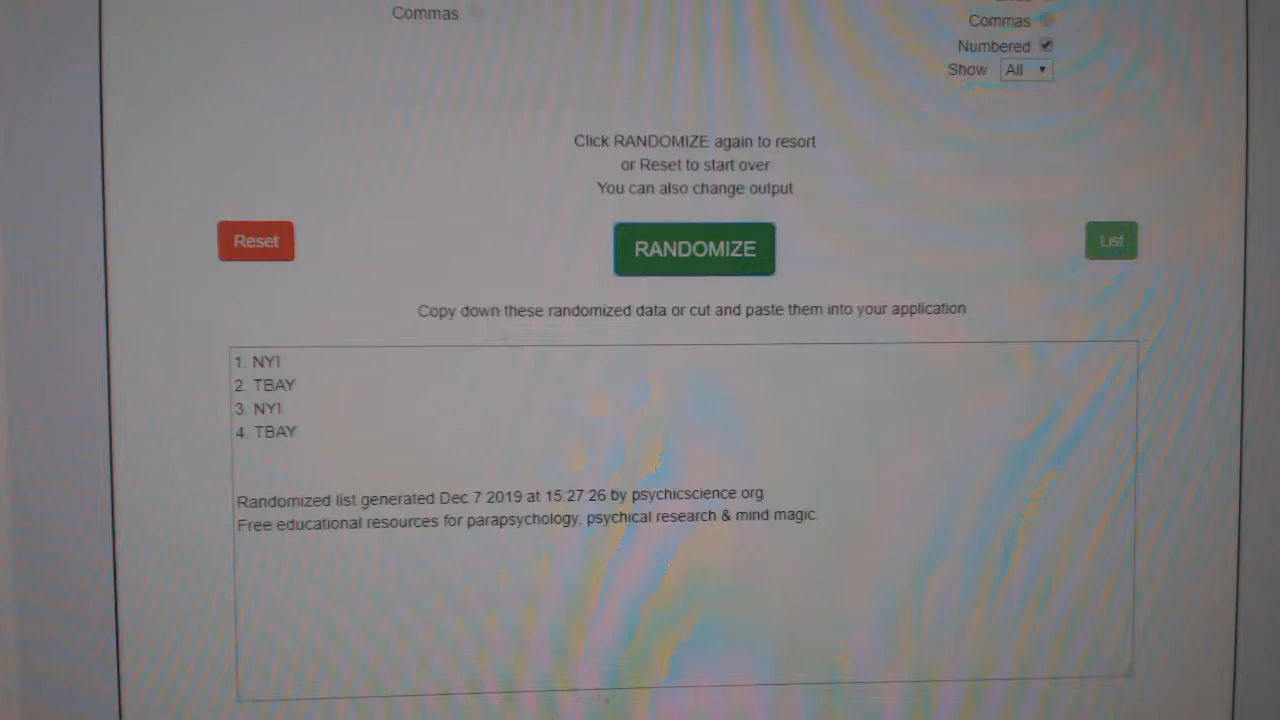 Commas
Commas
Numbered
Show All
Click RANDOMIZE again to resort
or Reset to start over
You can also change output
Reset
RANDOMIZE
List
Copy down these randomized data or cut and paste them into your application
1. NYI
2. TBAY
3. NYI
4. TBAY
Randomized list generated Dec 7 2019 at 15:27:26 by psychicscience.org
Free educational resources for parapsychology, psychical research & mind magic.